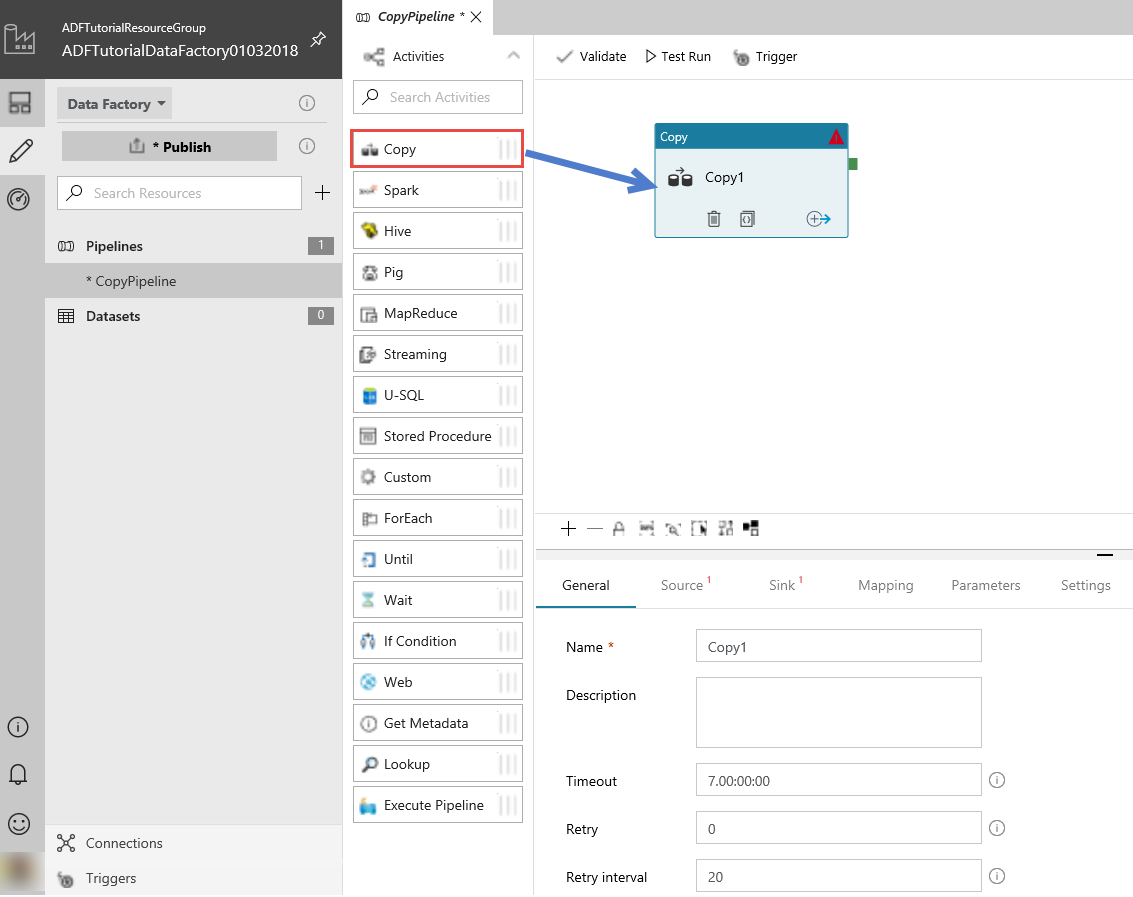 ADFTutorialResourceGroup
ADFTutorialDataFactory01032018
Data Factory
* Publish
Search Resources
Pipelines 1
* CopyPipeline
Datasets 0
Connections
Triggers
CopyPipeline *
Activities
Search Activities
Copy
Spark
Hive
Pig
MapReduce
Streaming
U-SQL
Stored Procedure
Custom
ForEach
Until
Wait
If Condition
Web
Get Metadata
Lookup
Execute Pipeline
Validate Test Run Trigger
Copy
Copy1
General Source 1 Sink 1 Mapping Parameters Settings
Name * Copy1
Description
Timeout 7.00:00:00
Retry 0
Retry interval 20